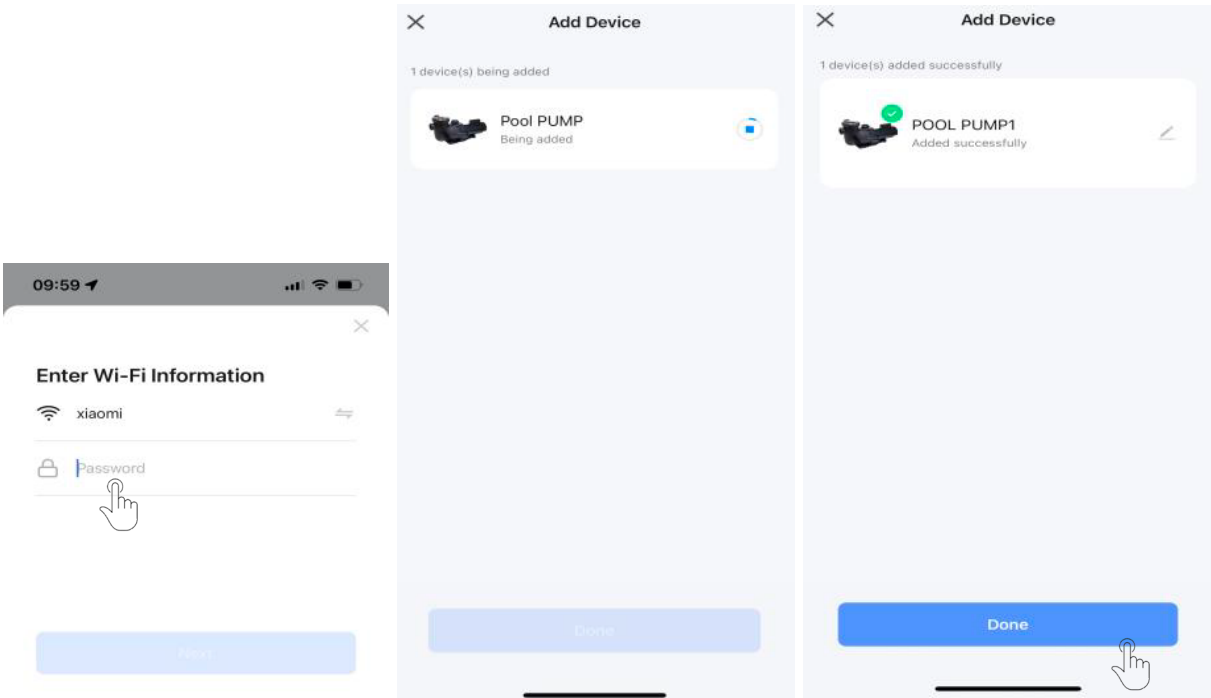 09:59
Enter Wi-Fi Information
xiaomi
Password
Next
Add Device
1 device(s) being added
Pool PUMP
Being added
Done
Add Device
1 device(s) added successfully
POOL PUMP1
Added successfully
Done